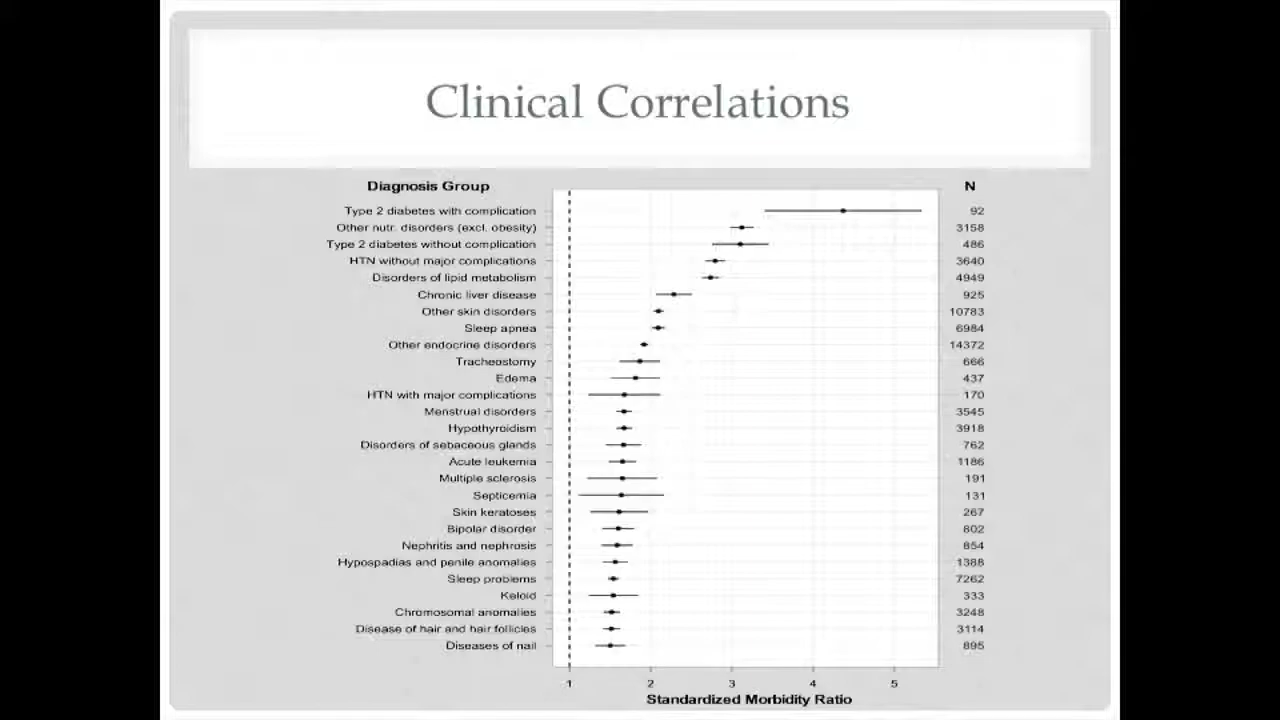 Clinical Correlations
Diagnosis Group N
Type 2 diabetes with complication 92
Other nutr. disorders (excl. obesity) 3158
Type 2 diabetes without complication 486
HTN without major complications 3640
Disorders of lipid metabolism 4949
Chronic liver disease 925
Other skin disorders 10783
Sleep apnea 6984
Other endocrine disorders 14372
Tracheostomy 666
Edema 437
HTN with major complications 170
Menstrual disorders 3545
Hypothyroidism 3918
Disorders of sebaceous glands 762
Acute leukemia 1186
Multiple sclerosis 191
Septicemia 131
Skin keratoses 267
Bipolar disorder 802
Nephritis and nephrosis 854
Hypospadias and penile anomalies 1388
Sleep problems 7262
Keloid 333
Chromosomal anomalies 3248
Disease of hair and hair follicles 3114
Diseases of nail 895
1 2 3 4 5
Standardized Morbidity Ratio